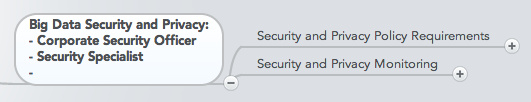 Big Data Security and Privacy:
- Corporate Security Officer
- Security Specialist
-
Security and Privacy Policy Requirements
Security and Privacy Monitoring